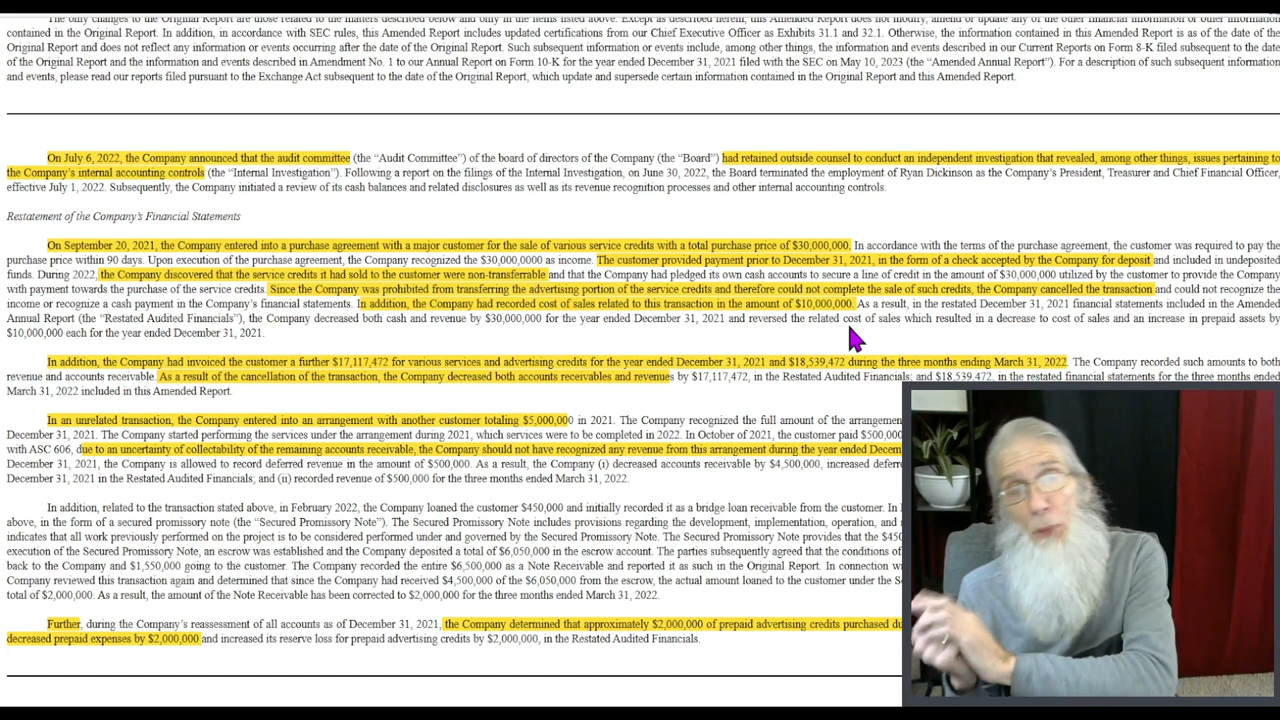 The only changes to the Original Report are those related to the matters described below and only in the items listed above. Except as described herein, this Amended Report does not modify, amend or update any of the other financial information or other information
contained in the Original Report. In addition, in accordance with SEC rules, this Amended Report includes updated certifications from our Chief Executive Officer as Exhibits 31.1 and 32.1. Otherwise, the information contained in this Amended Report is as of the date of the
Original Report and does not reflect any information or events occurring after the date of the Original Report. Such subsequent information or events include, among other things, the information and events described in our Current Reports on Form 8-K filed subsequent to the date
of the Original Report and the information and events described in Amendment No. 1 to our Annual Report on Form 10-K for the year ended December 31, 2021 filed with the SEC on May 10, 2023 (the “Amended Annual Report”). For a description of such subsequent information
and events, please read our reports filed pursuant to the Exchange Act subsequent to the date of the Original Report, which update and supersede certain information contained in the Original Report and this Amended Report.
On July 6, 2022, the Company announced that the audit committee (the “Audit Committee”) of the board of directors of the Company (the “Board”) had retained outside counsel to conduct an independent investigation that revealed, among other things, issues pertaining to
the Company’s internal accounting controls (the “Internal Investigation”). Following a report on the filings of the Internal Investigation, on June 30, 2022, the Board terminated the employment of Ryan Dickinson as the Company’s President, Treasurer and Chief Financial Officer,
effective July 1, 2022. Subsequently, the Company initiated a review of its cash balances and related disclosures as well as its revenue recognition processes and other internal accounting controls.
Restatement of the Company’s Financial Statements
On September 20, 2021, the Company entered into a purchase agreement with a major customer for the sale of various service credits with a total purchase price of $30,000,000. In accordance with the terms of the purchase agreement, the customer was required to pay the
purchase price within 90 days. Upon execution of the purchase agreement, the Company recognized the $30,000,0000 as income. The customer provided payment prior to December 31, 2021, in the form of a check accepted by the Company for deposit and included in undeposited
funds. During 2022, the Company discovered that the service credits it had sold to the customer were non-transferrable and that the Company had pledged its own cash accounts to secure a line of credit in the amount of $30,000,000 utilized by the customer to provide the Company
with payment towards the purchase of the service credits. Since the Company was prohibited from transferring the advertising portion of the service credits and therefore could not complete the sale of such credits, the Company cancelled the transaction and could not recognize the
income or recognize a cash payment in the Company’s financial statements. In addition, the Company had recorded cost of sales related to this transaction in the amount of $10,000,000. As a result, in the restated December 31, 2021 financial statements included in the Amended
Annual Report (the “Restated Audited Financials”), the Company decreased both cash and revenue by $30,000,000 for the year ended December 31, 2021 and reversed the related cost of sales which resulted in a decrease to cost of sales and an increase in prepaid assets by
$10,000,000 each for the year ended December 31, 2021.
In addition, the Company had invoiced the customer a further $17,117,472 for various services and advertising credits for the year ended December 31, 2021 and $18,539,472 during the three months ending March 31, 2022. The Company recorded such amounts to both
revenue and accounts receivable. As a result of the cancellation of the transaction, the Company decreased both accounts receivables and revenues by $17,117,472, in the Restated Audited Financials; and $18,539,472, in the restated financial statements for the three months ended
March 31, 2022 included in this Amended Report.
In an unrelated transaction, the Company entered into an arrangement with another customer totaling $5,000,000 in 2021. The Company recognized the full amount of the arrangement
December 31, 2021. The Company started performing the services under the arrangement during 2021, which services were to be completed in 2022. In October of 2021, the customer paid $500,000
with ASC 606, due to an uncertainty of collectability of the remaining accounts receivable, the Company should not have recognized any revenue from this arrangement during the year ended
December 31, 2021, the Company is allowed to record deferred revenue in the amount of $500,000. As a result, the Company (i) decreased accounts receivable by $4,500,000, increased
December 31, 2021 in the Restated Audited Financials; and (ii) recorded revenue of $500,000 for the three months ended March 31, 2022.
In addition, related to the transaction stated above, in February 2022, the Company loaned the customer $450,000 and initially recorded it as a bridge loan receivable from the customer. In
above, in the form of a secured promissory note (the “Secured Promissory Note”). The Secured Promissory Note includes provisions regarding the development, implementation, operation, and
indicates that all work previously performed on the project is to be considered performed under and governed by the Secured Promissory Note. The Secured Promissory Note provides that the
execution of the Secured Promissory Note, an escrow was established and the Company deposited a total of $6,050,000 in the escrow account. The parties subsequently agreed that the conditions of
back to the Company and $1,550,000 going to the customer. The Company recorded the entire $6,500,000 as a Note Receivable and reported it as such in the Original Report. In connection
Company reviewed this transaction again and determined that since the Company had received $4,500,000 of the $6,050,000 from the escrow, the actual amount loaned to the customer under the
total of $2,000,000. As a result, the amount of the Note Receivable has been corrected to $2,000,000 for the three months ended March 31, 2022.
Further, during the Company’s reassessment of all accounts as of December 31, 2021, the Company determined that approximately $2,000,000 of prepaid advertising credits purchased
decreased prepaid expenses by $2,000,000 and increased its reserve loss for prepaid advertising credits by $2,000,000, in the Restated Audited Financials.